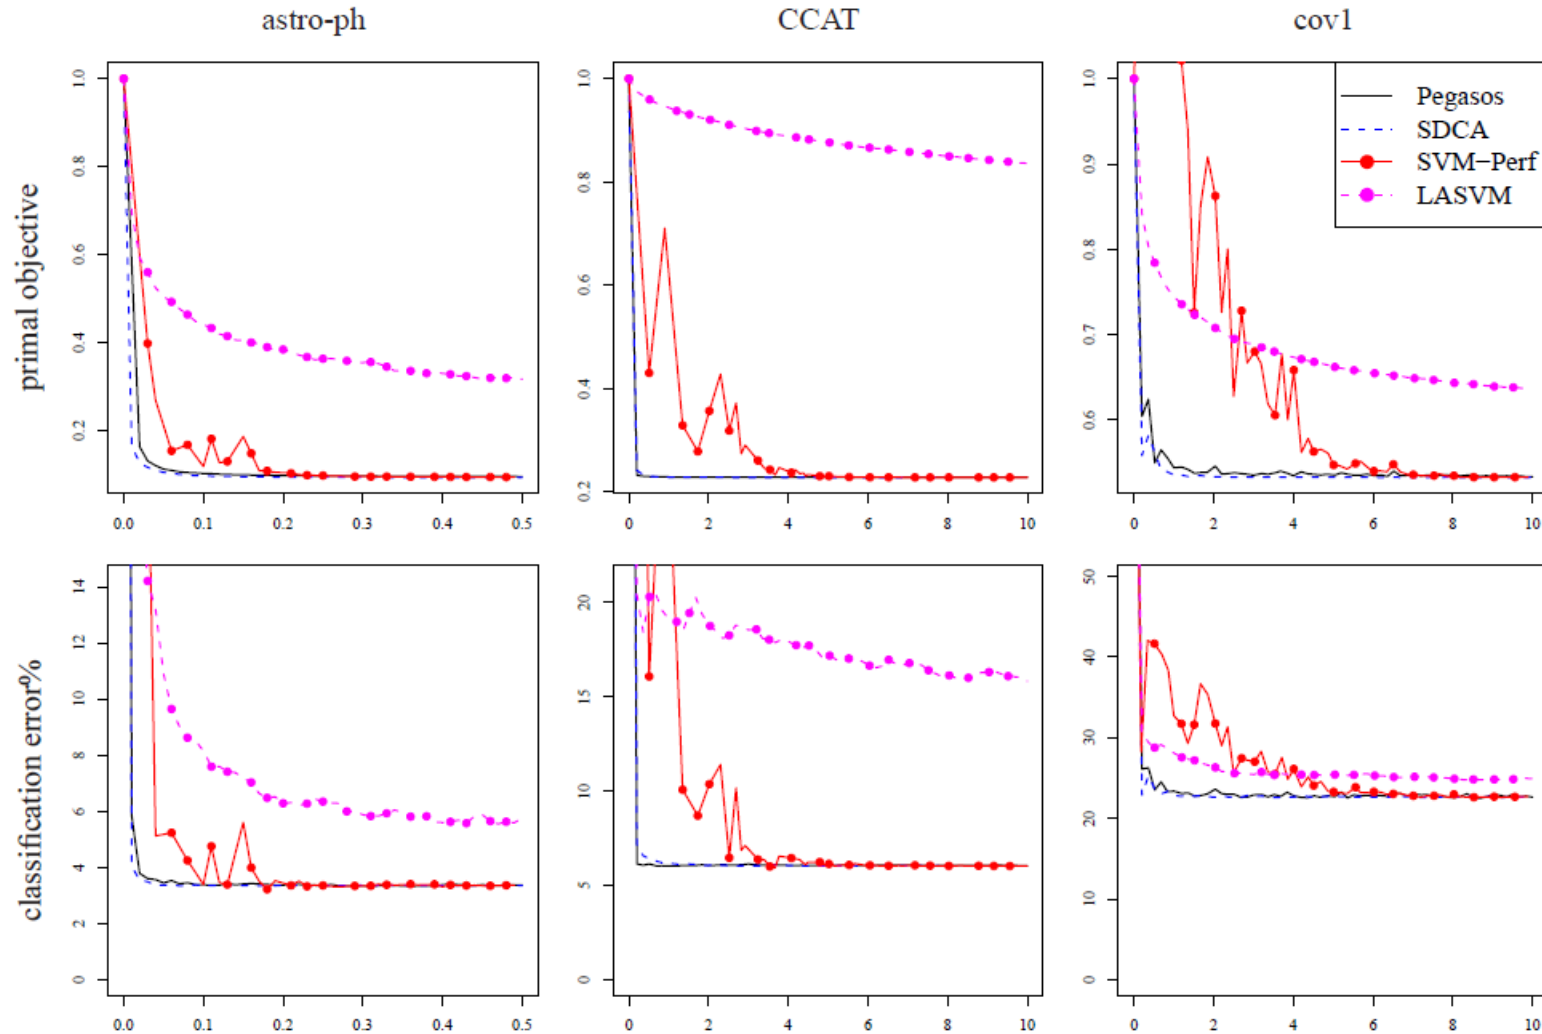 astro-ph CCAT cov1
primal objective
1.0
0.8
0.6
0.4
0.2
0.0 0.1 0.2 0.3 0.4 0.5
1.0
0.8
0.6
0.4
0.2
0 2 4 6 8 10
1.0
0.9
0.8
0.7
0.6
0 2 4 6 8 10
Pegasos
SDCA
SVM−Perf
LASVM
classification error%
14
12
10
8
6
4
2
0
0.0 0.1 0.2 0.3 0.4 0.5
20
15
10
5
0
0 2 4 6 8 10
50
40
30
20
10
0
0 2 4 6 8 10